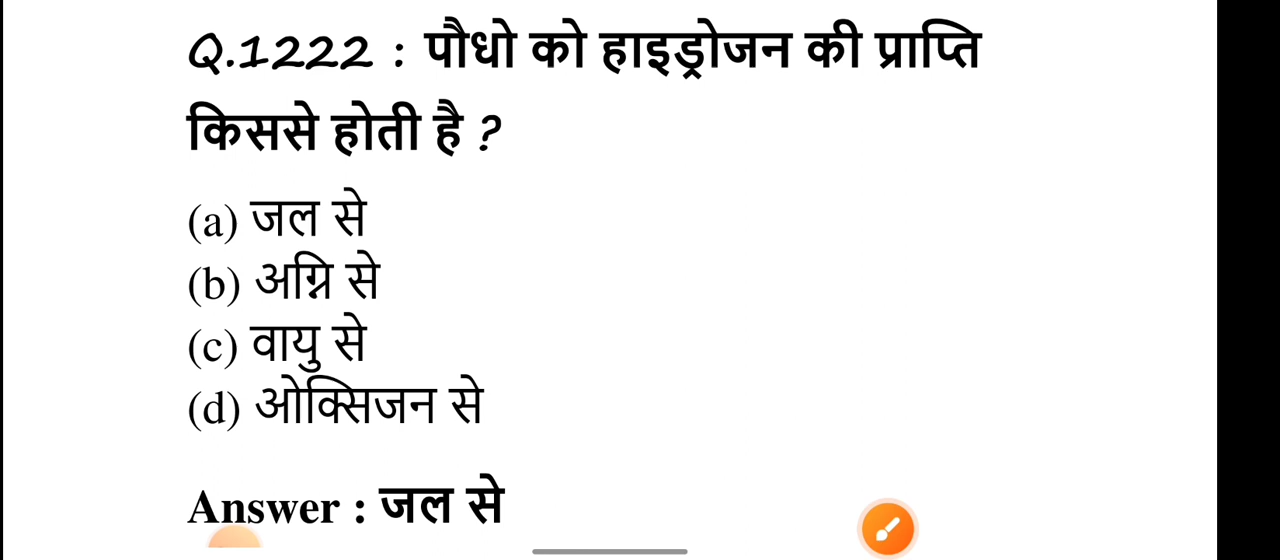 Q.1222 : पौधो को हाइड्रोजन की प्राप्ति
किससे होती है ?
(a) जल से
(b) अग्नि से
(c) वायु से
(d) ओक्सिजन से
Answer : जल से